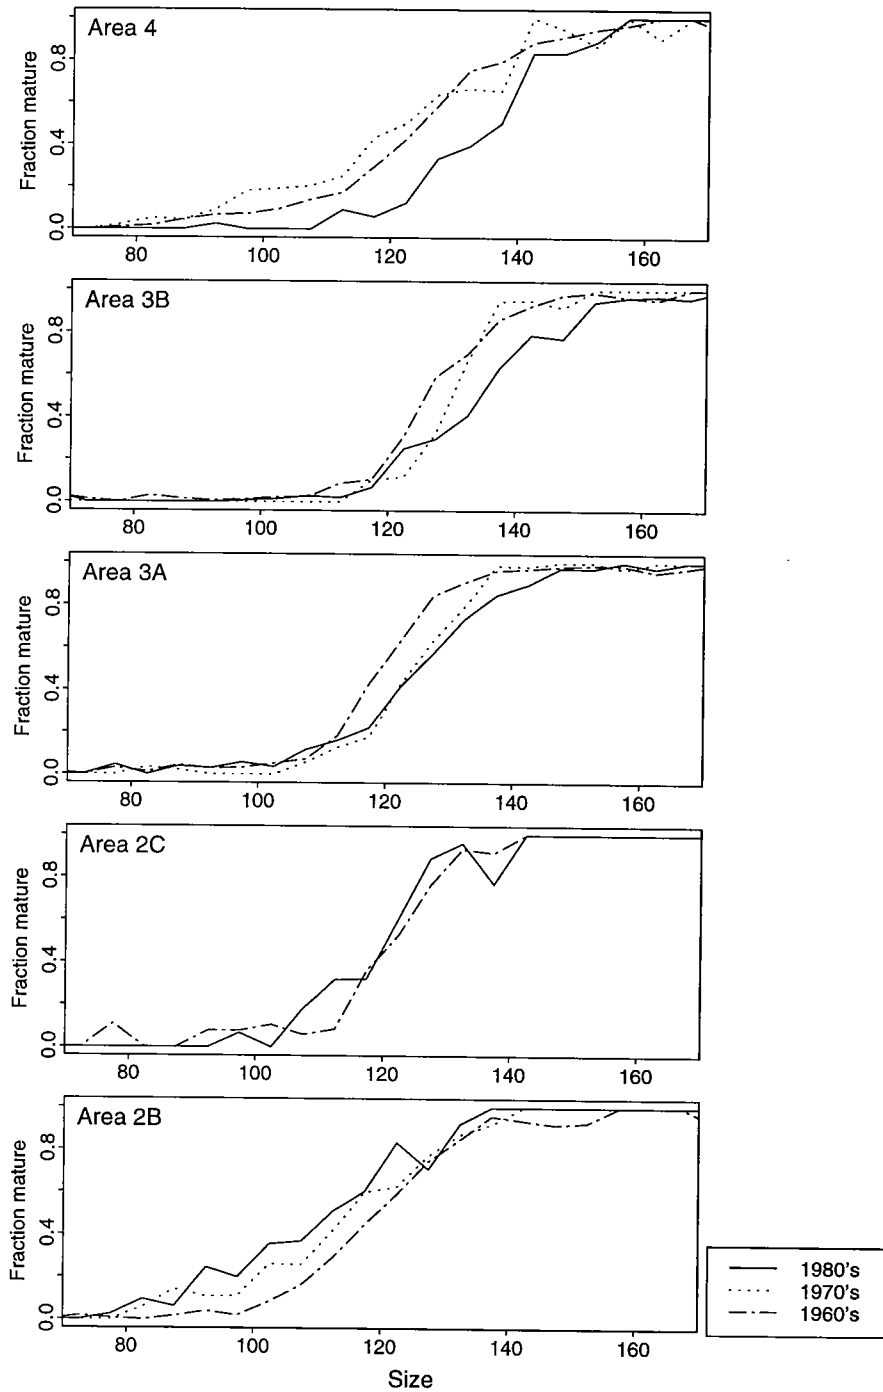 Area 4
Fraction mature
0.0 0.4 0.8
80 100 120 140 160
Area 3B
Fraction mature
0.0 0.4 0.8
80 100 120 140 160
Area 3A
Fraction mature
0.0 0.4 0.8
80 100 120 140 160
Area 2C
Fraction mature
0.0 0.4 0.8
80 100 120 140 160
Area 2B
Fraction mature
0.0 0.4 0.8
80 100 120 140 160
Size
1980's
1970's
1960's